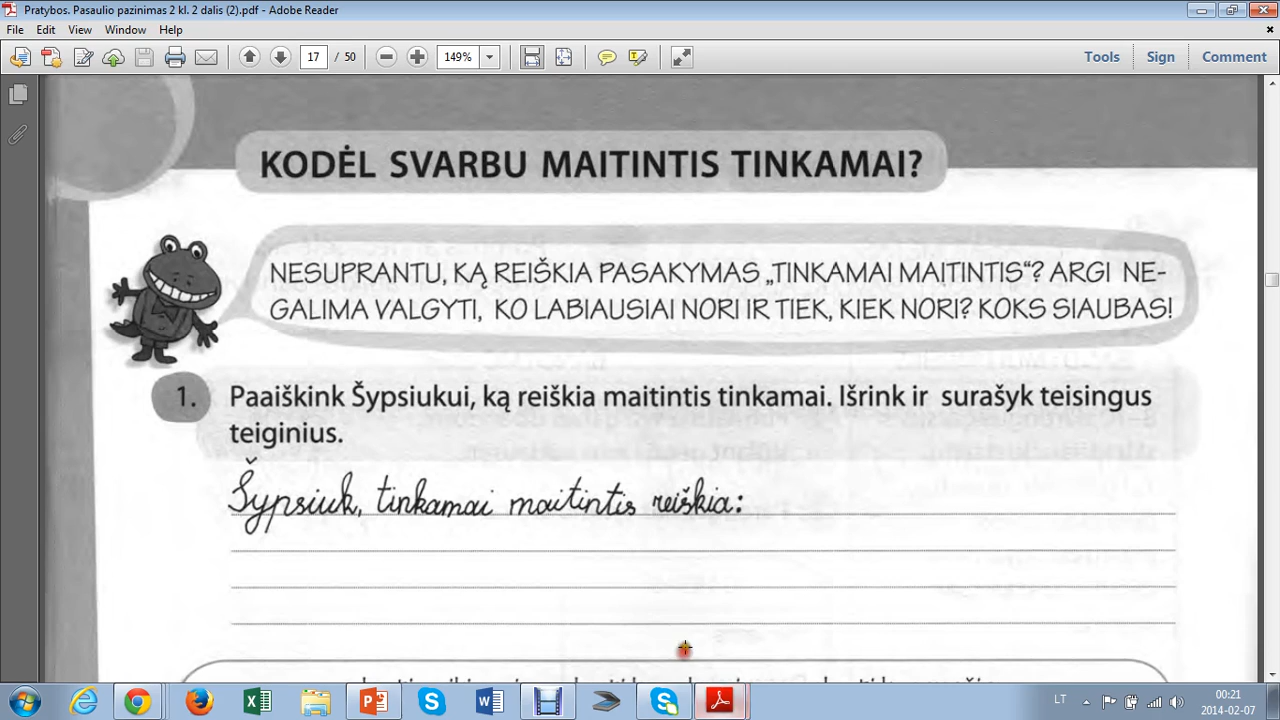 Pratybos. Pasaulio pazinimas 2 kl. 2 dalis (2).pdf - Adobe Reader
File Edit View Window Help
17 / 50 149% Tools Sign Comment
KODĖL SVARBU MAITINTIS TINKAMAI?
NESUPRANTU, KĄ REIŠKIA PASAKYMAS „TINKAMAI MAITINTIS“? ARGI NE-
GALIMA VALGYTI, KO LABIAUSIAI NORI IR TIEK, KIEK NORI? KOKS SIAUBAS!
1. Paaiškink Šypsiukui, ką reiškia maitintis tinkamai. Išrink ir surašyk teisingus
teiginius.
Šypsiuk, tinkamai maitintis reiškia:
LT 00:21
2014-02-07